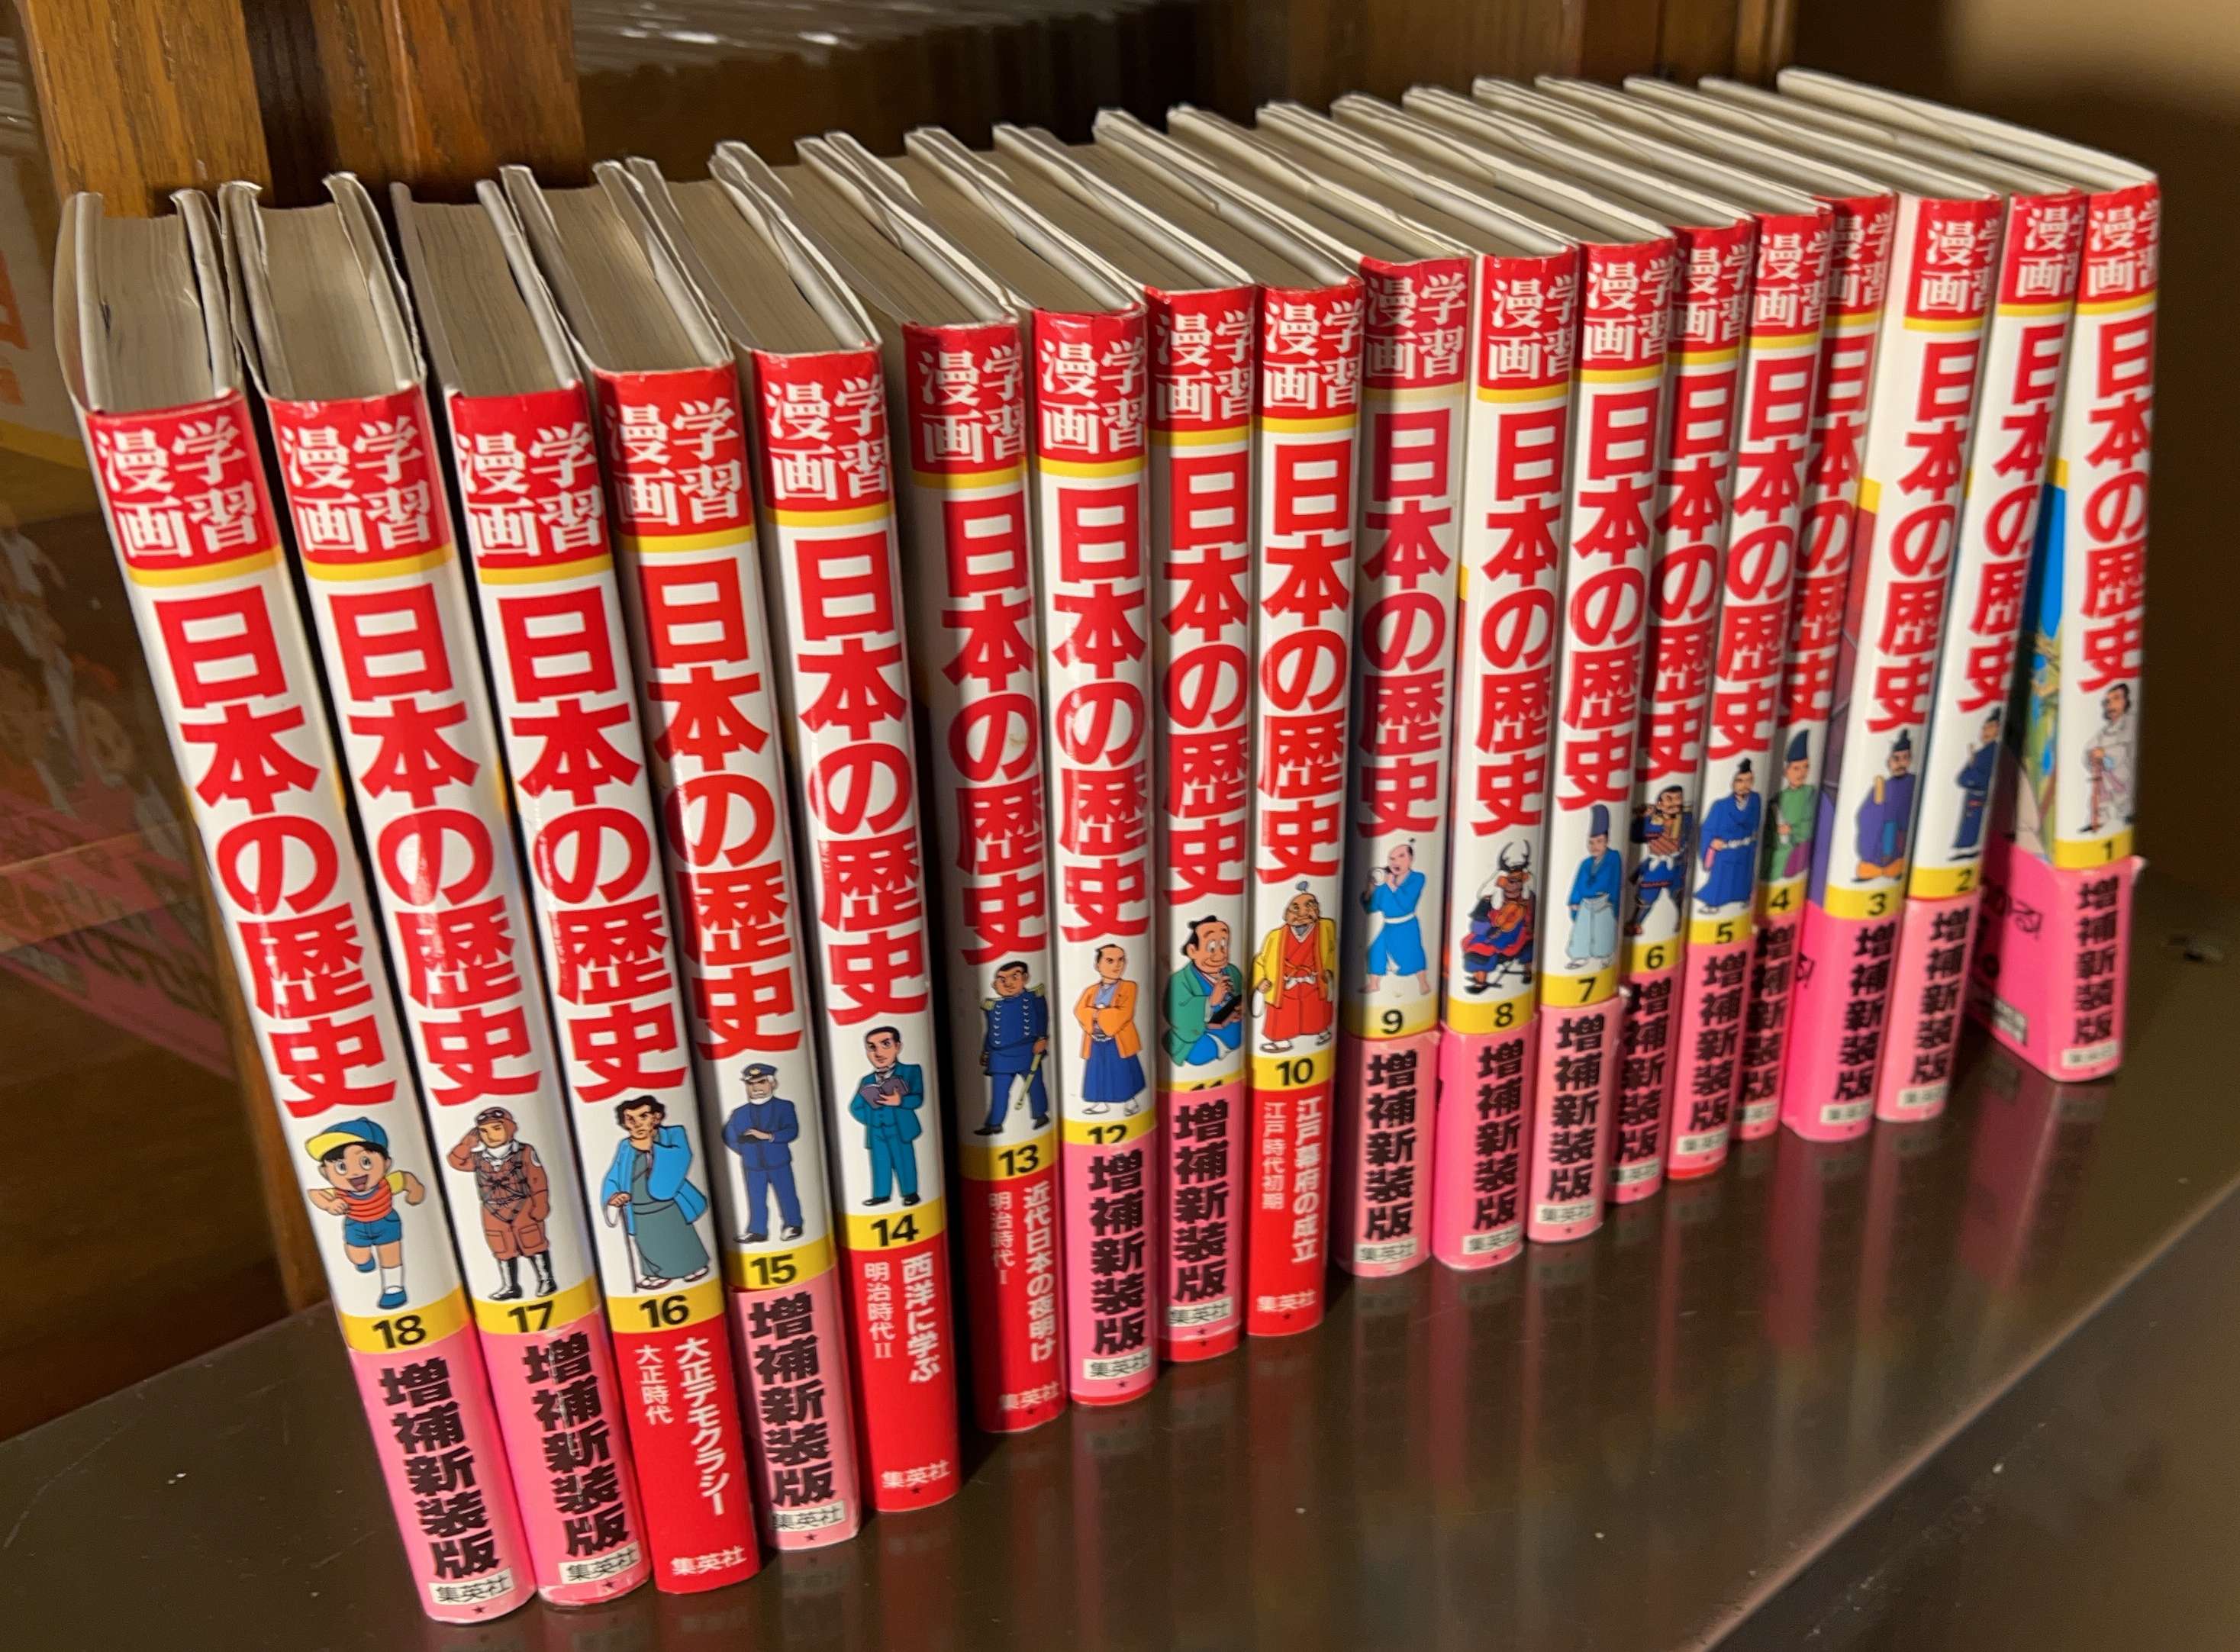 学習漫画
日本の歴史
18
増補新装版
集英社
学習漫画
日本の歴史
17
増補新装版
集英社
学習漫画
日本の歴史
16
大正デモクラシー
大正時代
集英社
学習漫画
日本の歴史
15
増補新装版
集英社
学習漫画
日本の歴史
14
西洋に学ぶ
明治時代II
集英社
学習漫画
日本の歴史
13
近代日本の夜明け
明治時代I
集英社
学習漫画
日本の歴史
12
増補新装版
集英社
学習漫画
日本の歴史
11
増補新装版
集英社
学習漫画
日本の歴史
10
江戸幕府の成立
江戸時代初期
集英社
学習漫画
日本の歴史
9
増補新装版
集英社
学習漫画
日本の歴史
8
増補新装版
集英社
学習漫画
日本の歴史
7
増補新装版
集英社
学習漫画
日本の歴史
6
増補新装版
集英社
学習漫画
日本の歴史
5
増補新装版
集英社
学習漫画
日本の歴史
4
増補新装版
集英社
学習漫画
日本の歴史
3
増補新装版
集英社
学習漫画
日本の歴史
2
増補新装版
集英社
学習漫画
日本の歴史
1
増補新装版
集英社